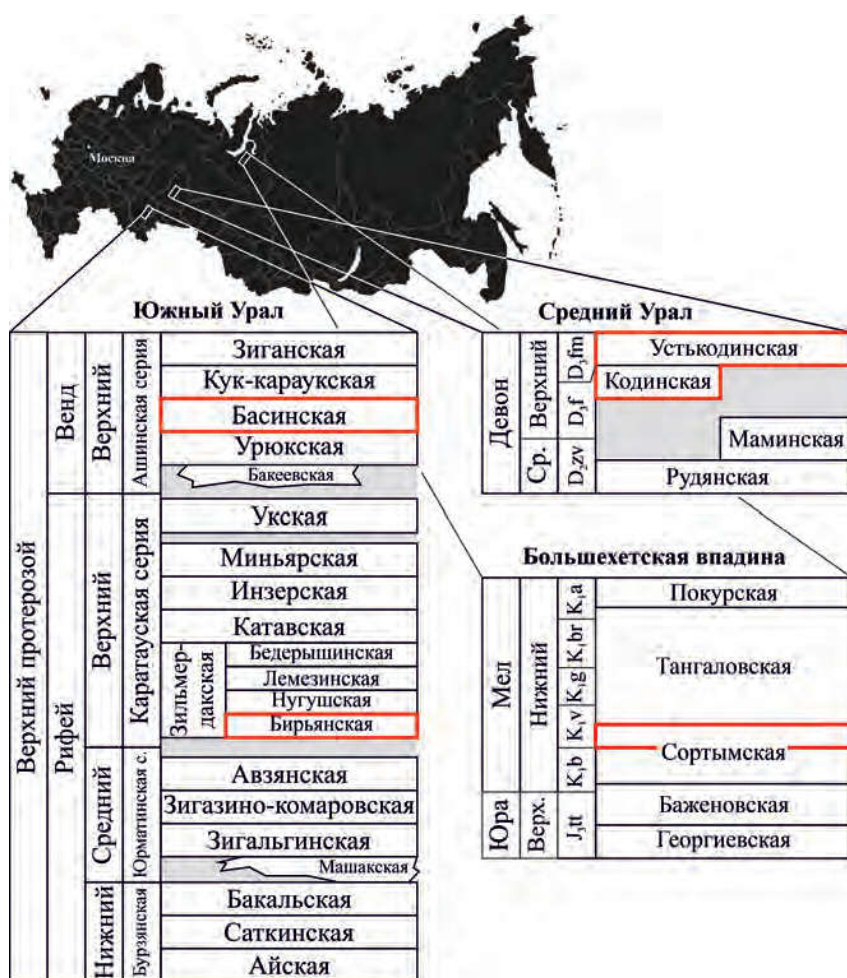 Москва
Южный Урал
Верхний протерозой
Венд
Верхний
Ашинская серия
Зиганская
Кук-караукская
Басинская
Урюкская
Бакеевская
Рифей
Верхний
Каратауская серия
Укская
Миньярская
Инзерская
Катавская
Зильмер-
дакская
Бедерышинская
Лемезинская
Нугушская
Бирьянская
Средний
Юрматинская с.
Авзянская
Зигазино-комаровская
Зигальгинская
Машакская
Нижний
Бурзянская
Бакальская
Саткинская
Айская
Средний Урал
Девон
Верхний
Ср.
D₃fm
D₃f
D₂zv
Устькодинская
Кодинская
Маминская
Рудянская
Большехетская впадина
Мел
Нижний
K₁a
K₁br
K₁g
K₁v
K₁b
Покурская
Тангаловская
Сортымская
Юра
Верх.
J₃tt
Баженовская
Георгиевская